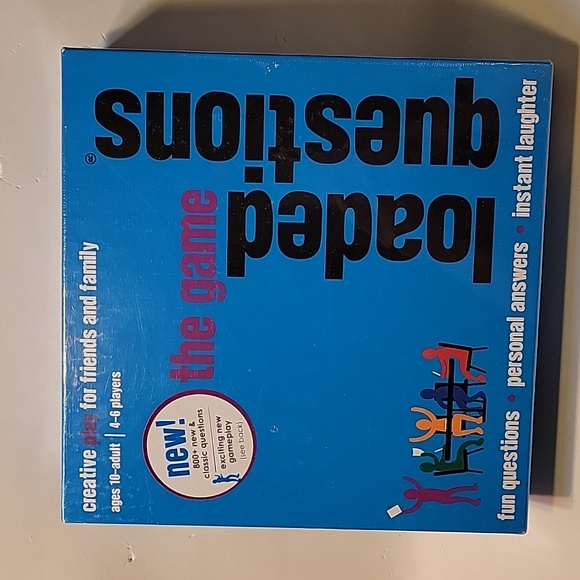 loaded
questions®
the game
creative play for friends and family
ages 10–adult | 4–6 players
new!
800+ new &
classic questions
exciting new
gameplay
(see back)
fun questions • personal answers • instant laughter